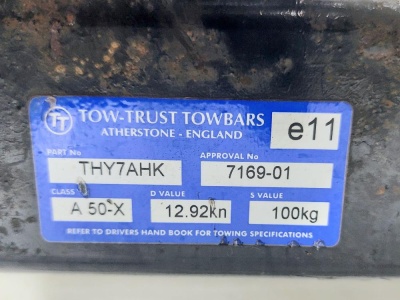 TT TOW-TRUST TOWBARS
ATHERSTONE - ENGLAND
e11
PART No APPROVAL No
THY7AHK 7169-01
CLASS D VALUE S VALUE
A 50-X 12.92kn 100kg
REFER TO DRIVERS HAND BOOK FOR TOWING SPECIFICATIONS